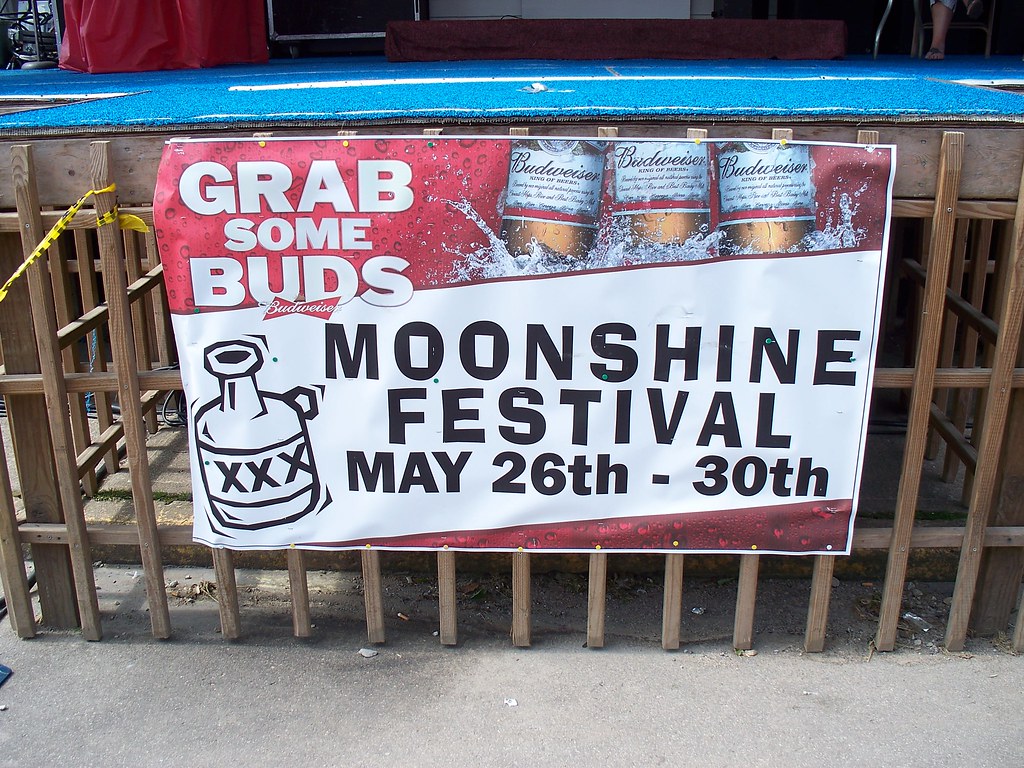 GRAB
SOME
BUDS
Budweiser
Budweiser
KING OF BEERS
Budweiser
KING OF BEERS
Budweiser
KING OF BEERS
MOONSHINE
FESTIVAL
MAY 26th - 30th
XXX